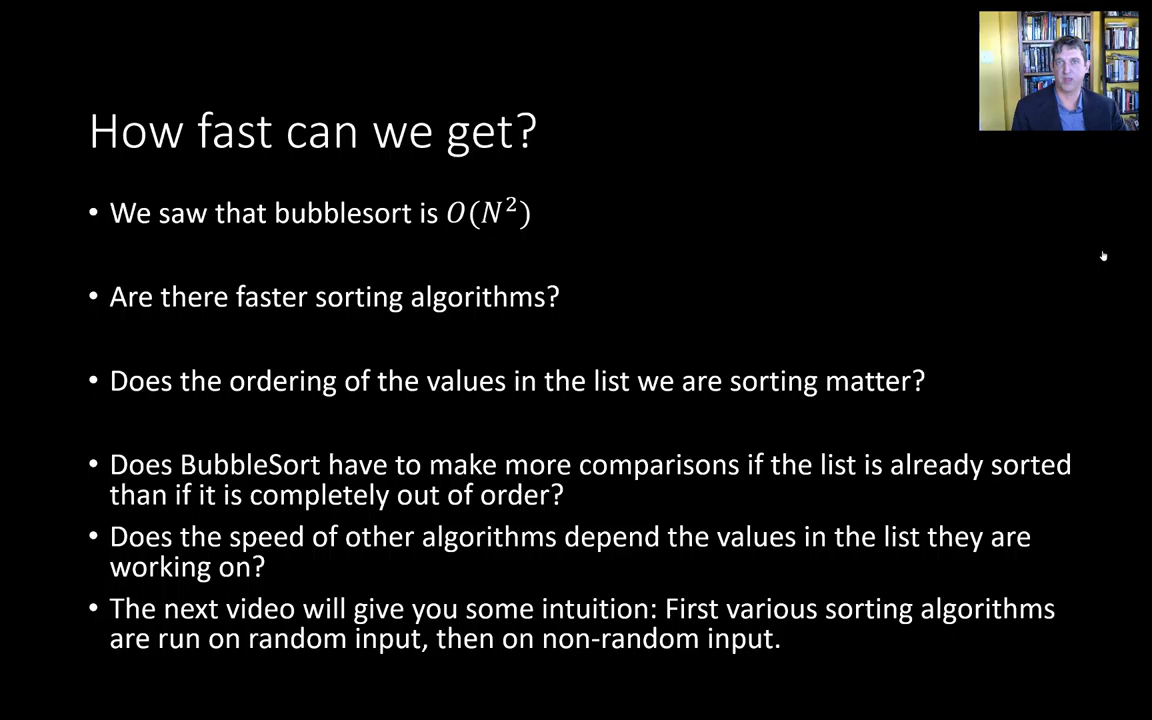 How fast can we get?
• We saw that bubblesort is O(N²)
• Are there faster sorting algorithms?
• Does the ordering of the values in the list we are sorting matter?
• Does BubbleSort have to make more comparisons if the list is already sorted
than if it is completely out of order?
• Does the speed of other algorithms depend the values in the list they are
working on?
• The next video will give you some intuition: First various sorting algorithms
are run on random input, then on non-random input.